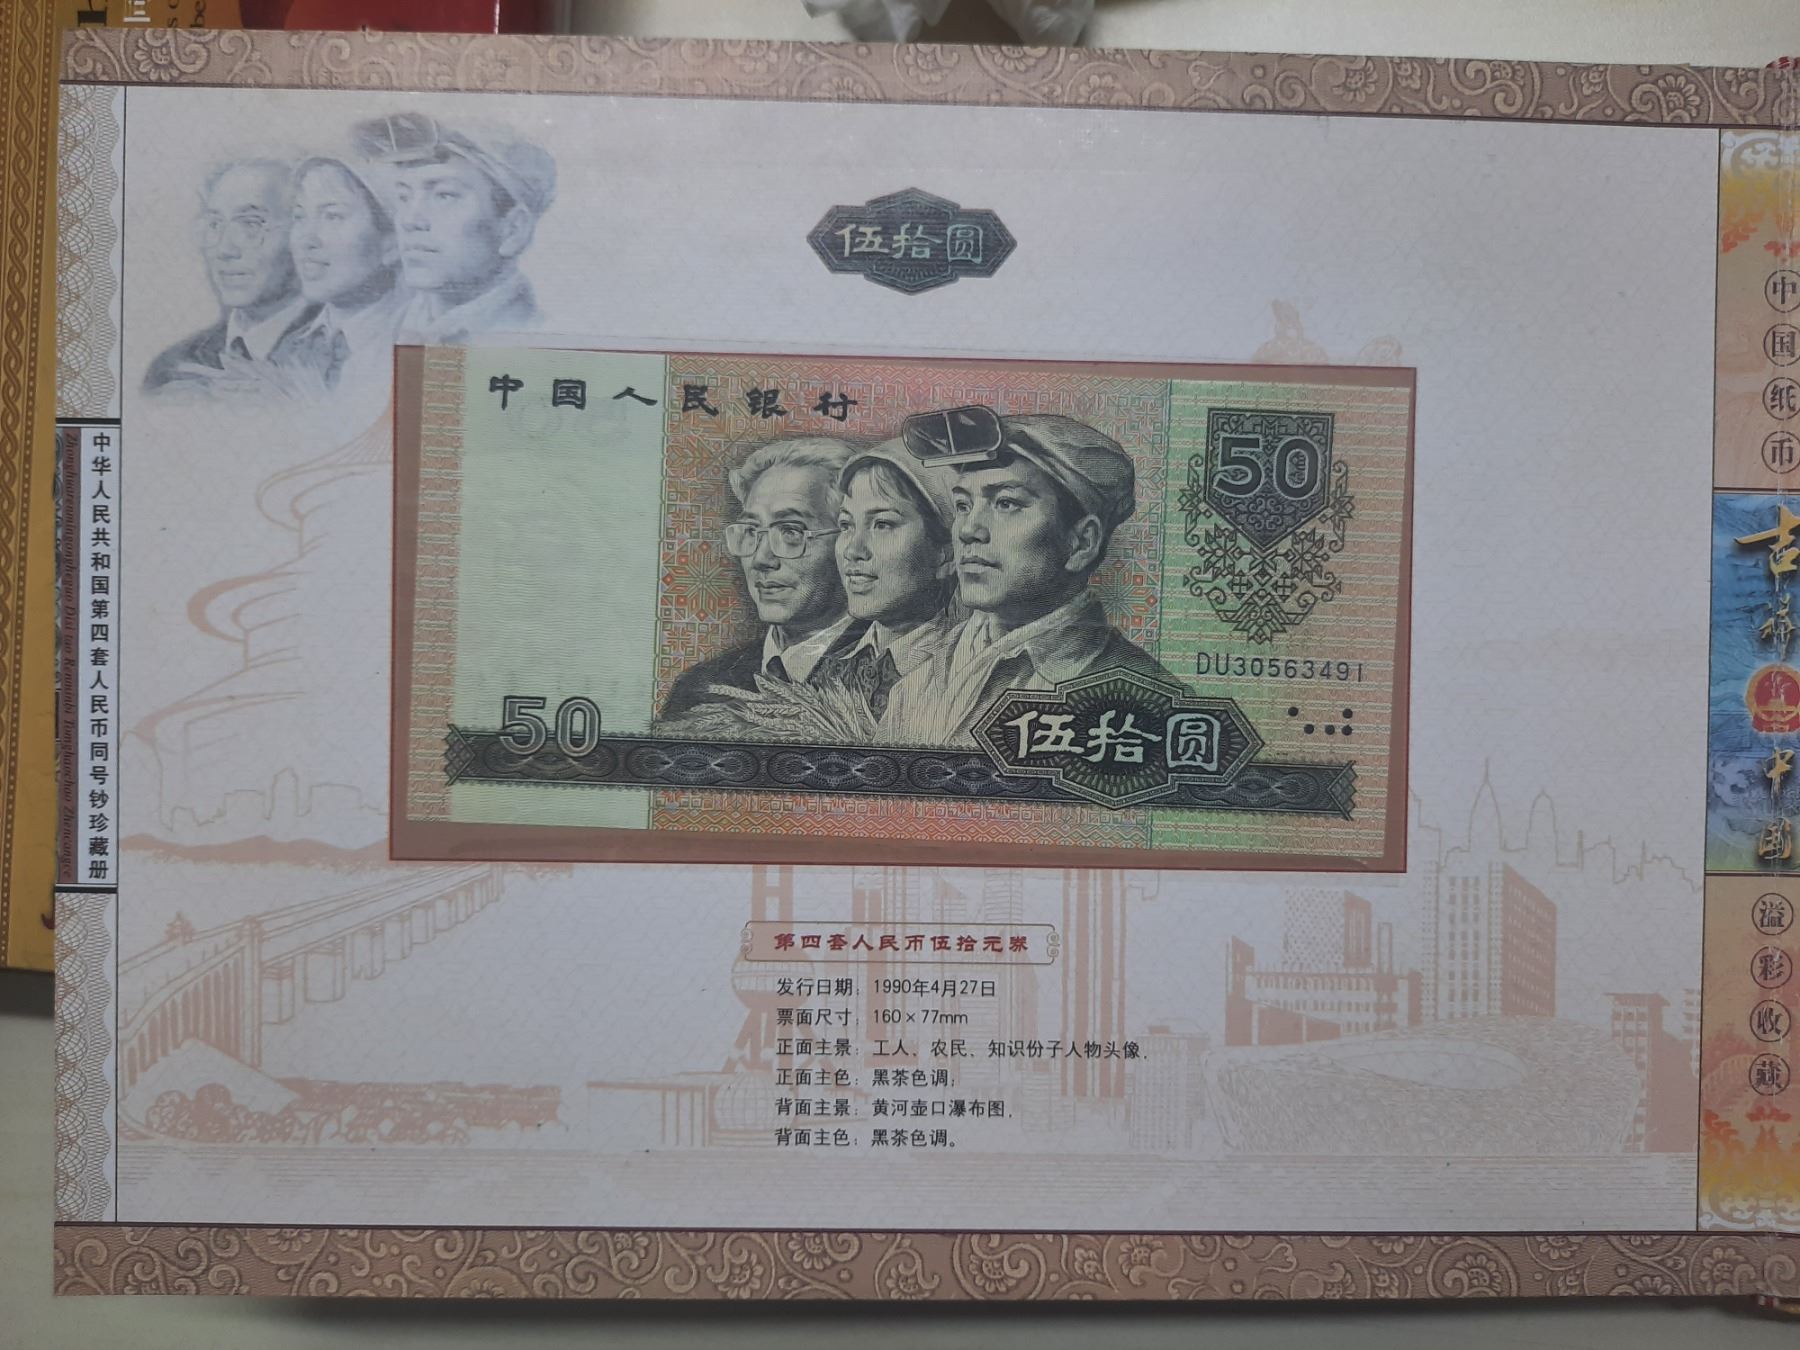 伍拾圆
中国人民银行
50
DU30563491
50
伍拾圆
第四套人民币伍拾元券
发行日期：1990年4月27日
票面尺寸：160×77mm
正面主景：工人、农民、知识份子人物头像，
正面主色：黑茶色调；
背面主景：黄河壶口瀑布图，
背面主色：黑茶色调。
中华人民共和国第四套人民币同号钞珍藏册
中国纸币
吉祥中国
溢彩收藏